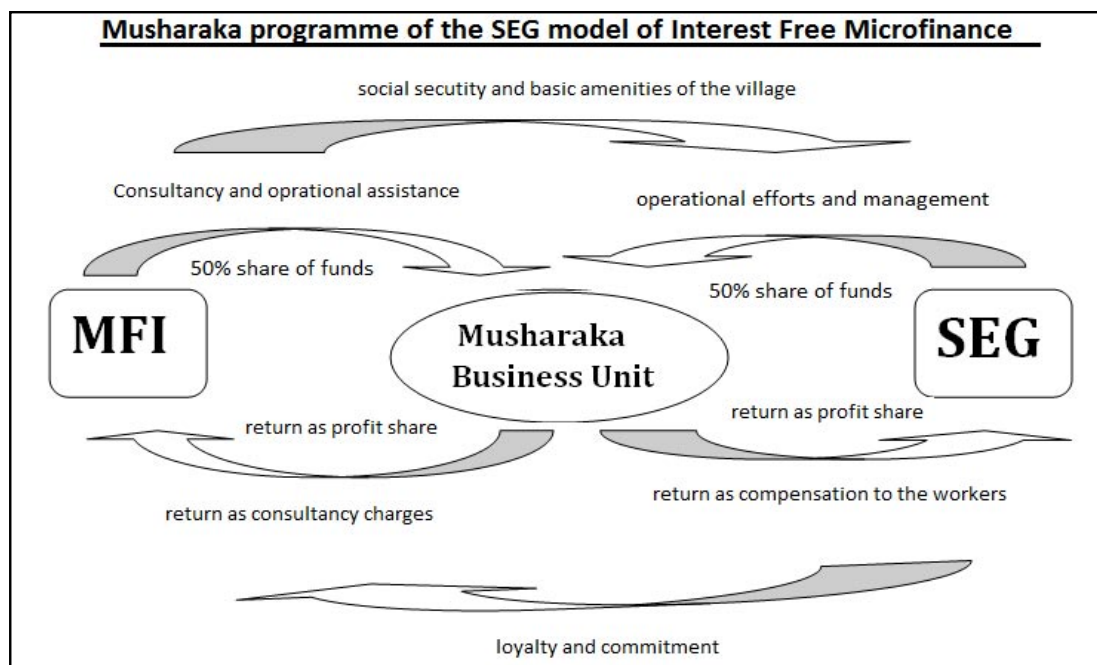 Musharaka programme of the SEG model of Interest Free Microfinance
social secutity and basic amenities of the village
Consultancy and oprational assistance
operational efforts and management
50% share of funds
50% share of funds
MFI
Musharaka
Business Unit
SEG
return as profit share
return as profit share
return as consultancy charges
return as compensation to the workers
loyalty and commitment